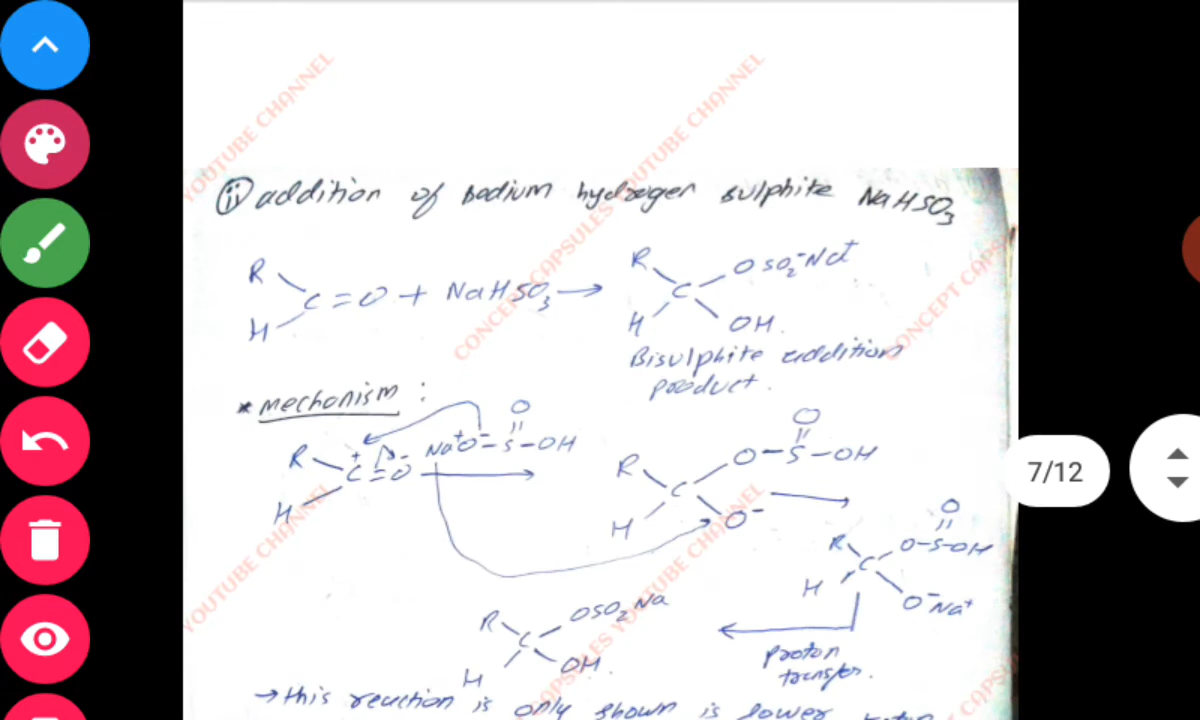 ii addition of sodium hydrogen sulphite NaHSO3
R
H
C=O + NaHSO3 →
R
H
C
OSO2-Na+
OH.
Bisulphite addition
product.
* mechanism :
R
H
C+=O-
Na+O--S-OH
O
R
H
C
O-S-OH
O
O-
R
H
C
O-S-OH
O
O-Na+
proton
transfer.
R
H
C
OSO2Na
OH.
→ this reaction is only shown is lower
7/12
YOUTUBE CHANNEL
CONCEPT CAPSULES YOUTUBE CHANNEL
CONCEPT CAPS
YOUTUBE CHANNEL
CAPSULES YOUTUBE CHANNEL
CAPS